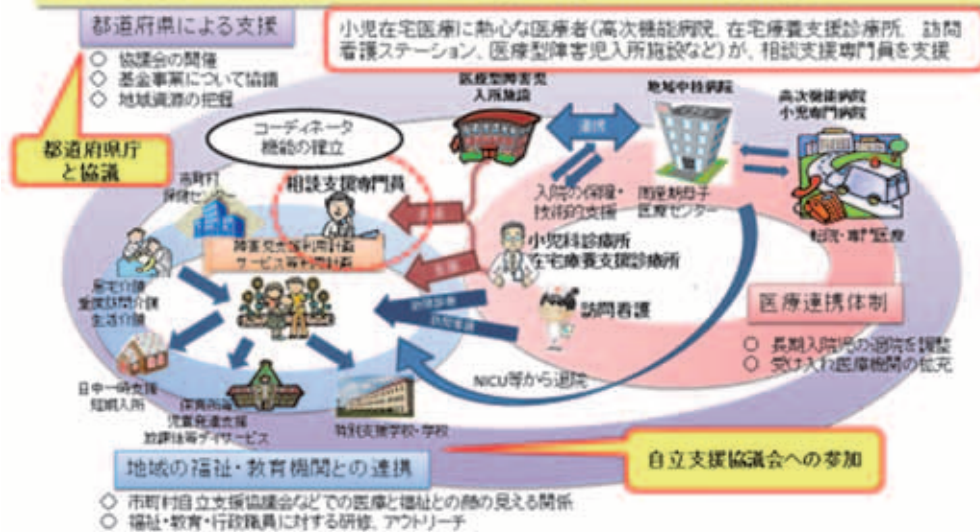 都道府県による支援
○ 協議会の開催
○ 基金事業について協議
○ 地域資源の把握
小児在宅医療に熱心な医療者(高次機能病院、在宅療養支援診療所、訪問
看護ステーション、医療型障害児入所施設など)が、相談支援専門員を支援
都道府県庁
と協議
コーディネータ
機能の確立
医療型障害児
入所施設
連携
地域中核病院
高次機能病院
小児専門病院
市町村
保健センター
相談支援専門員
障害児支援利用計画
サービス等利用計画
入院の保障・
技術的支援
周産期母子
医療センター
転院・専門医療
小児科診療所
在宅療養支援診療所
訪問看護
居宅介護
重度訪問介護
生活介護
医療連携体制
○ 長期入院児の退院を調整
○ 受け入れ医療機関の拡充
NICU等から退院
日中一時支援
短期入所
保育所等
児童発達支援
放課後等デイサービス
特別支援学校・学校
地域の福祉・教育機関との連携
自立支援協議会への参加
○ 市町村自立支援協議会などでの医療と福祉との顔の見える関係
○ 福祉・教育・行政職員に対する研修、アウトリーチ